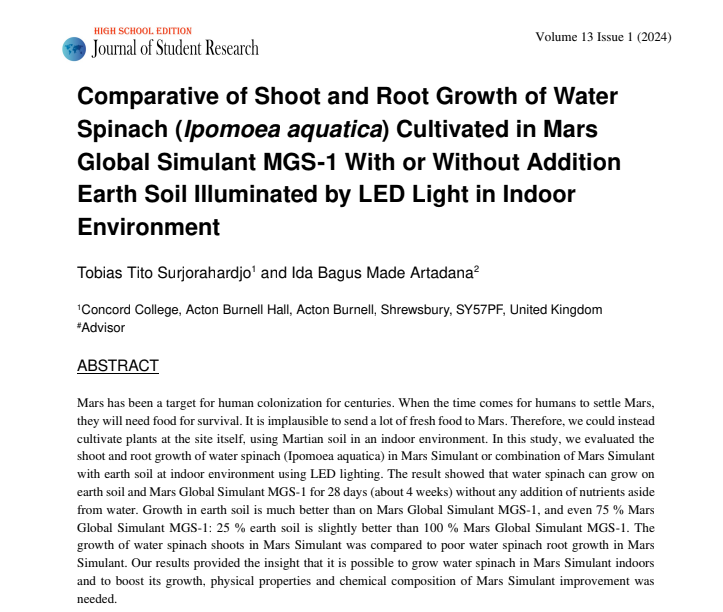 HIGH SCHOOL EDITION
Journal of Student Research
Volume 13 Issue 1 (2024)
Comparative of Shoot and Root Growth of Water
Spinach (Ipomoea aquatica) Cultivated in Mars
Global Simulant MGS-1 With or Without Addition
Earth Soil Illuminated by LED Light in Indoor
Environment
Tobias Tito Surjorahardjo¹ and Ida Bagus Made Artadana²
¹Concord College, Acton Burnell Hall, Acton Burnell, Shrewsbury, SY57PF, United Kingdom
#Advisor
ABSTRACT
Mars has been a target for human colonization for centuries. When the time comes for humans to settle Mars,
they will need food for survival. It is implausible to send a lot of fresh food to Mars. Therefore, we could instead
cultivate plants at the site itself, using Martian soil in an indoor environment. In this study, we evaluated the
shoot and root growth of water spinach (Ipomoea aquatica) in Mars Simulant or combination of Mars Simulant
with earth soil at indoor environment using LED lighting. The result showed that water spinach can grow on
earth soil and Mars Global Simulant MGS-1 for 28 days (about 4 weeks) without any addition of nutrients aside
from water. Growth in earth soil is much better than on Mars Global Simulant MGS-1, and even 75 % Mars
Global Simulant MGS-1: 25 % earth soil is slightly better than 100 % Mars Global Simulant MGS-1. The
growth of water spinach shoots in Mars Simulant was compared to poor water spinach root growth in Mars
Simulant. Our results provided the insight that it is possible to grow water spinach in Mars Simulant indoors
and to boost its growth, physical properties and chemical composition of Mars Simulant improvement was
needed.